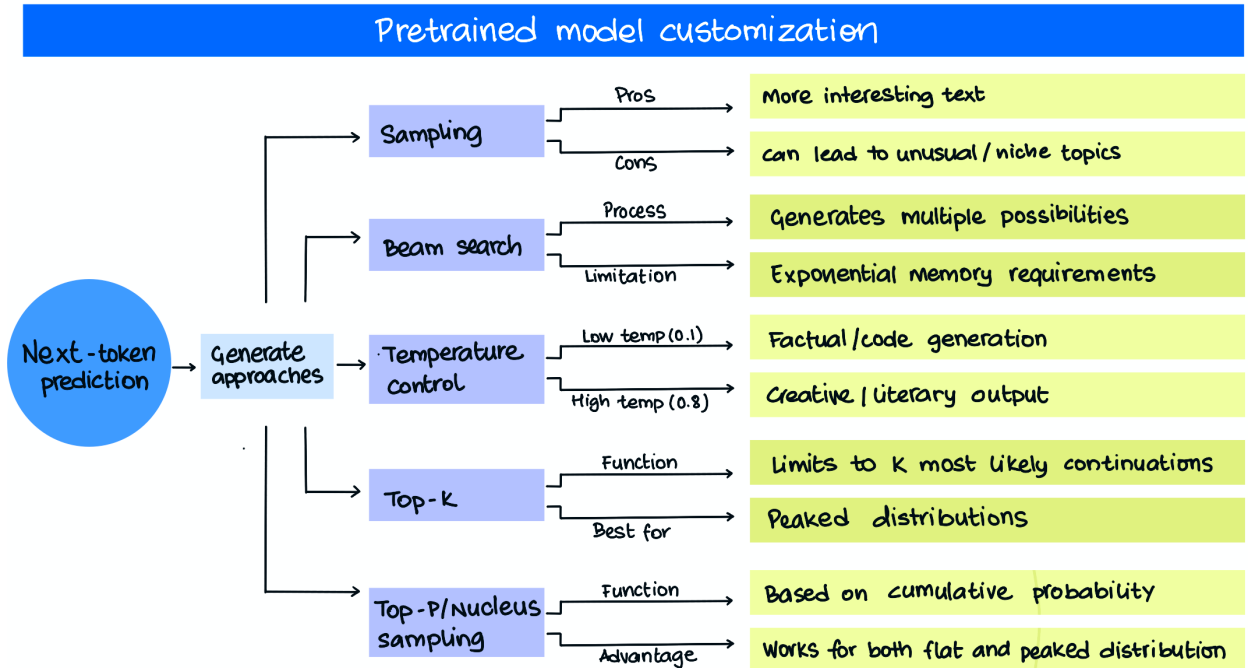 Pretrained model customization
Next-token
prediction
Generate
approaches
Sampling
Pros
More interesting text
Cons
can lead to unusual/niche topics
Beam search
Process
Generates multiple possibilities
Limitation
Exponential memory requirements
Temperature
control
Low temp (0.1)
Factual/code generation
High temp (0.8)
Creative/literary output
Top-K
Function
Limits to K most likely continuations
Best for
Peaked distributions
Top-P/Nucleus
sampling
Function
Based on cumulative probability
Advantage
Works for both flat and peaked distribution